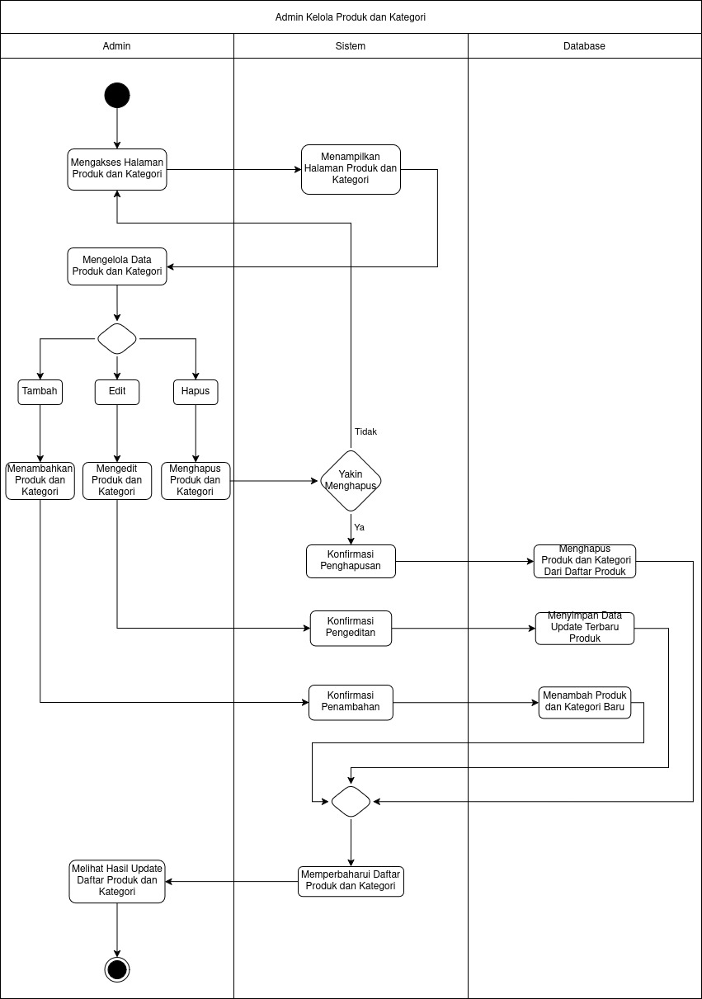 Admin Kelola Produk dan Kategori
Admin
Sistem
Database
Mengakses Halaman
Produk dan Kategori
Menampilkan
Halaman Produk dan
Kategori
Mengelola Data
Produk dan Kategori
Tambah
Edit
Hapus
Tidak
Menambahkan
Produk dan
Kategori
Mengedit
Produk dan
Kategori
Menghapus
Produk dan
Kategori
Yakin
Menghapus
Ya
Konfirmasi
Penghapusan
Menghapus
Produk dan Kategori
Dari Daftar Produk
Konfirmasi
Pengeditan
Menyimpan Data
Update Terbaru
Produk
Konfirmasi
Penambahan
Menambah Produk
dan Kategori Baru
Melihat Hasil Update
Daftar Produk dan
Kategori
Memperbaharui Daftar
Produk dan Kategori